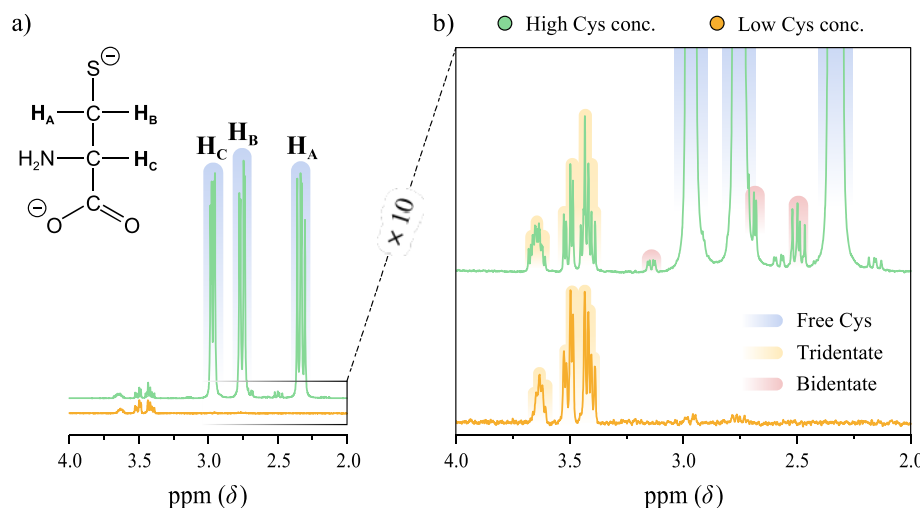 a)
S⊖
H_A C H_B
H₂N C H_C
⊖ C
O O
H_C H_B H_A
× 10
4.0 3.5 3.0 2.5 2.0
ppm (δ)
b)
High Cys conc. Low Cys conc.
Free Cys
Tridentate
Bidentate
4.0 3.5 3.0 2.5 2.0
ppm (δ)